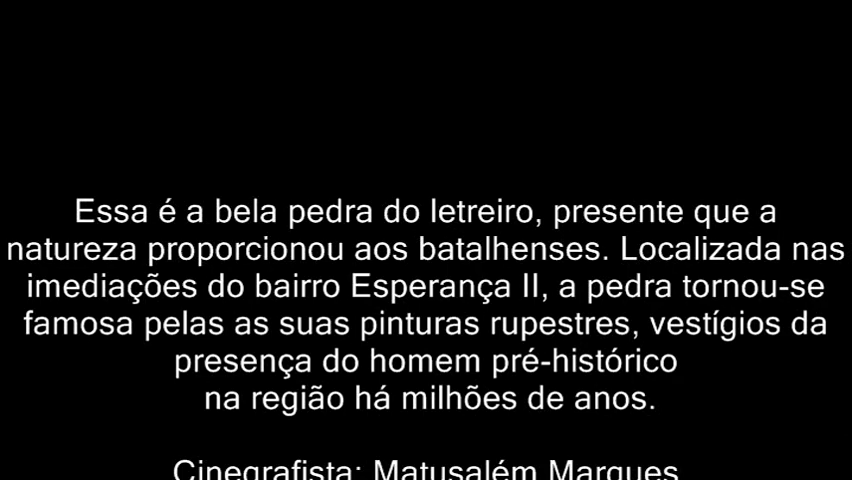 Essa é a bela pedra do letreiro, presente que a
natureza proporcionou aos batalhenses. Localizada nas
imediações do bairro Esperança II, a pedra tornou-se
famosa pelas as suas pinturas rupestres, vestígios da
presença do homem pré-histórico
na região há milhões de anos.
Cinegrafista: Matusalém Marques